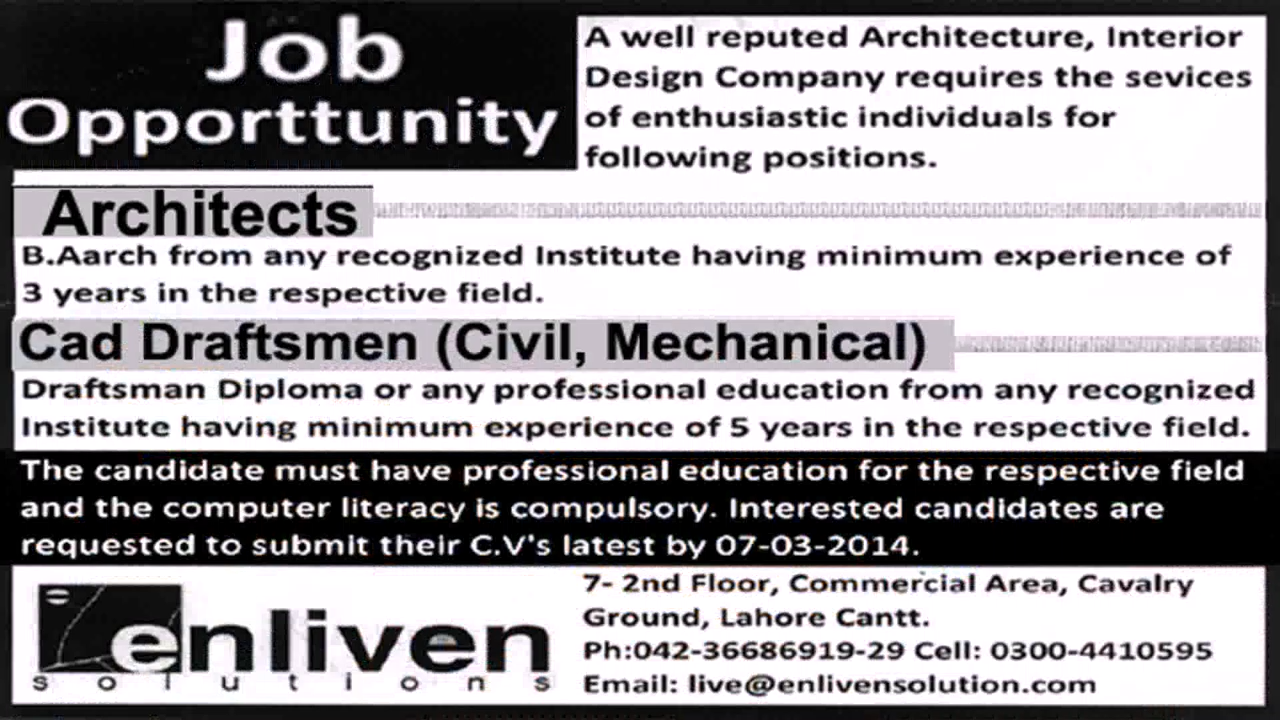 Job
Opporttunity
A well reputed Architecture, Interior
Design Company requires the sevices
of enthusiastic individuals for
following positions.
Architects
B.Aarch from any recognized Institute having minimum experience of
3 years in the respective field.
Cad Draftsmen (Civil, Mechanical)
Draftsman Diploma or any professional education from any recognized
Institute having minimum experience of 5 years in the respective field.
The candidate must have professional education for the respective field
and the computer literacy is compulsory. Interested candidates are
requested to submit their C.V's latest by 07-03-2014.
enliven
solutions
7- 2nd Floor, Commercial Area, Cavalry
Ground, Lahore Cantt.
Ph:042-36686919-29 Cell: 0300-4410595
Email: live@enlivensolution.com